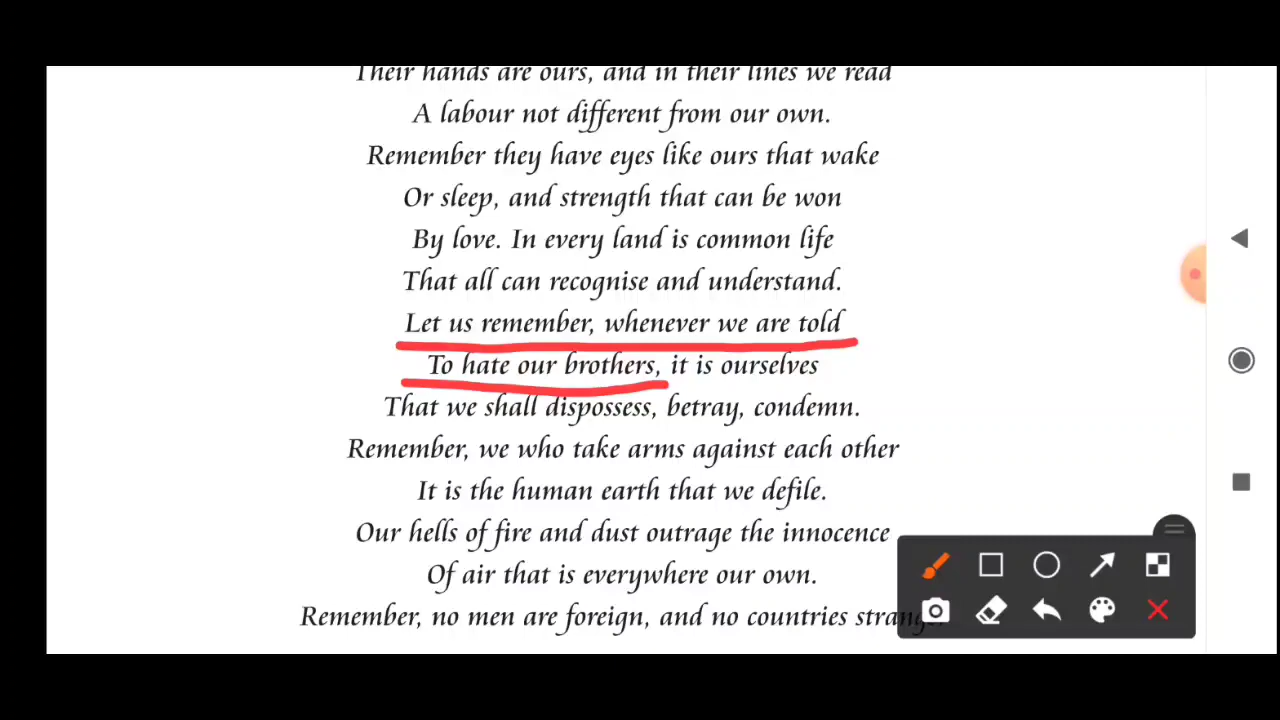 Their hands are ours, and in their lines we read
A labour not different from our own.
Remember they have eyes like ours that wake
Or sleep, and strength that can be won
By love. In every land is common life
That all can recognise and understand.
Let us remember, whenever we are told
To hate our brothers, it is ourselves
That we shall dispossess, betray, condemn.
Remember, we who take arms against each other
It is the human earth that we defile.
Our hells of fire and dust outrage the innocence
Of air that is everywhere our own.
Remember, no men are foreign, and no countries strange.